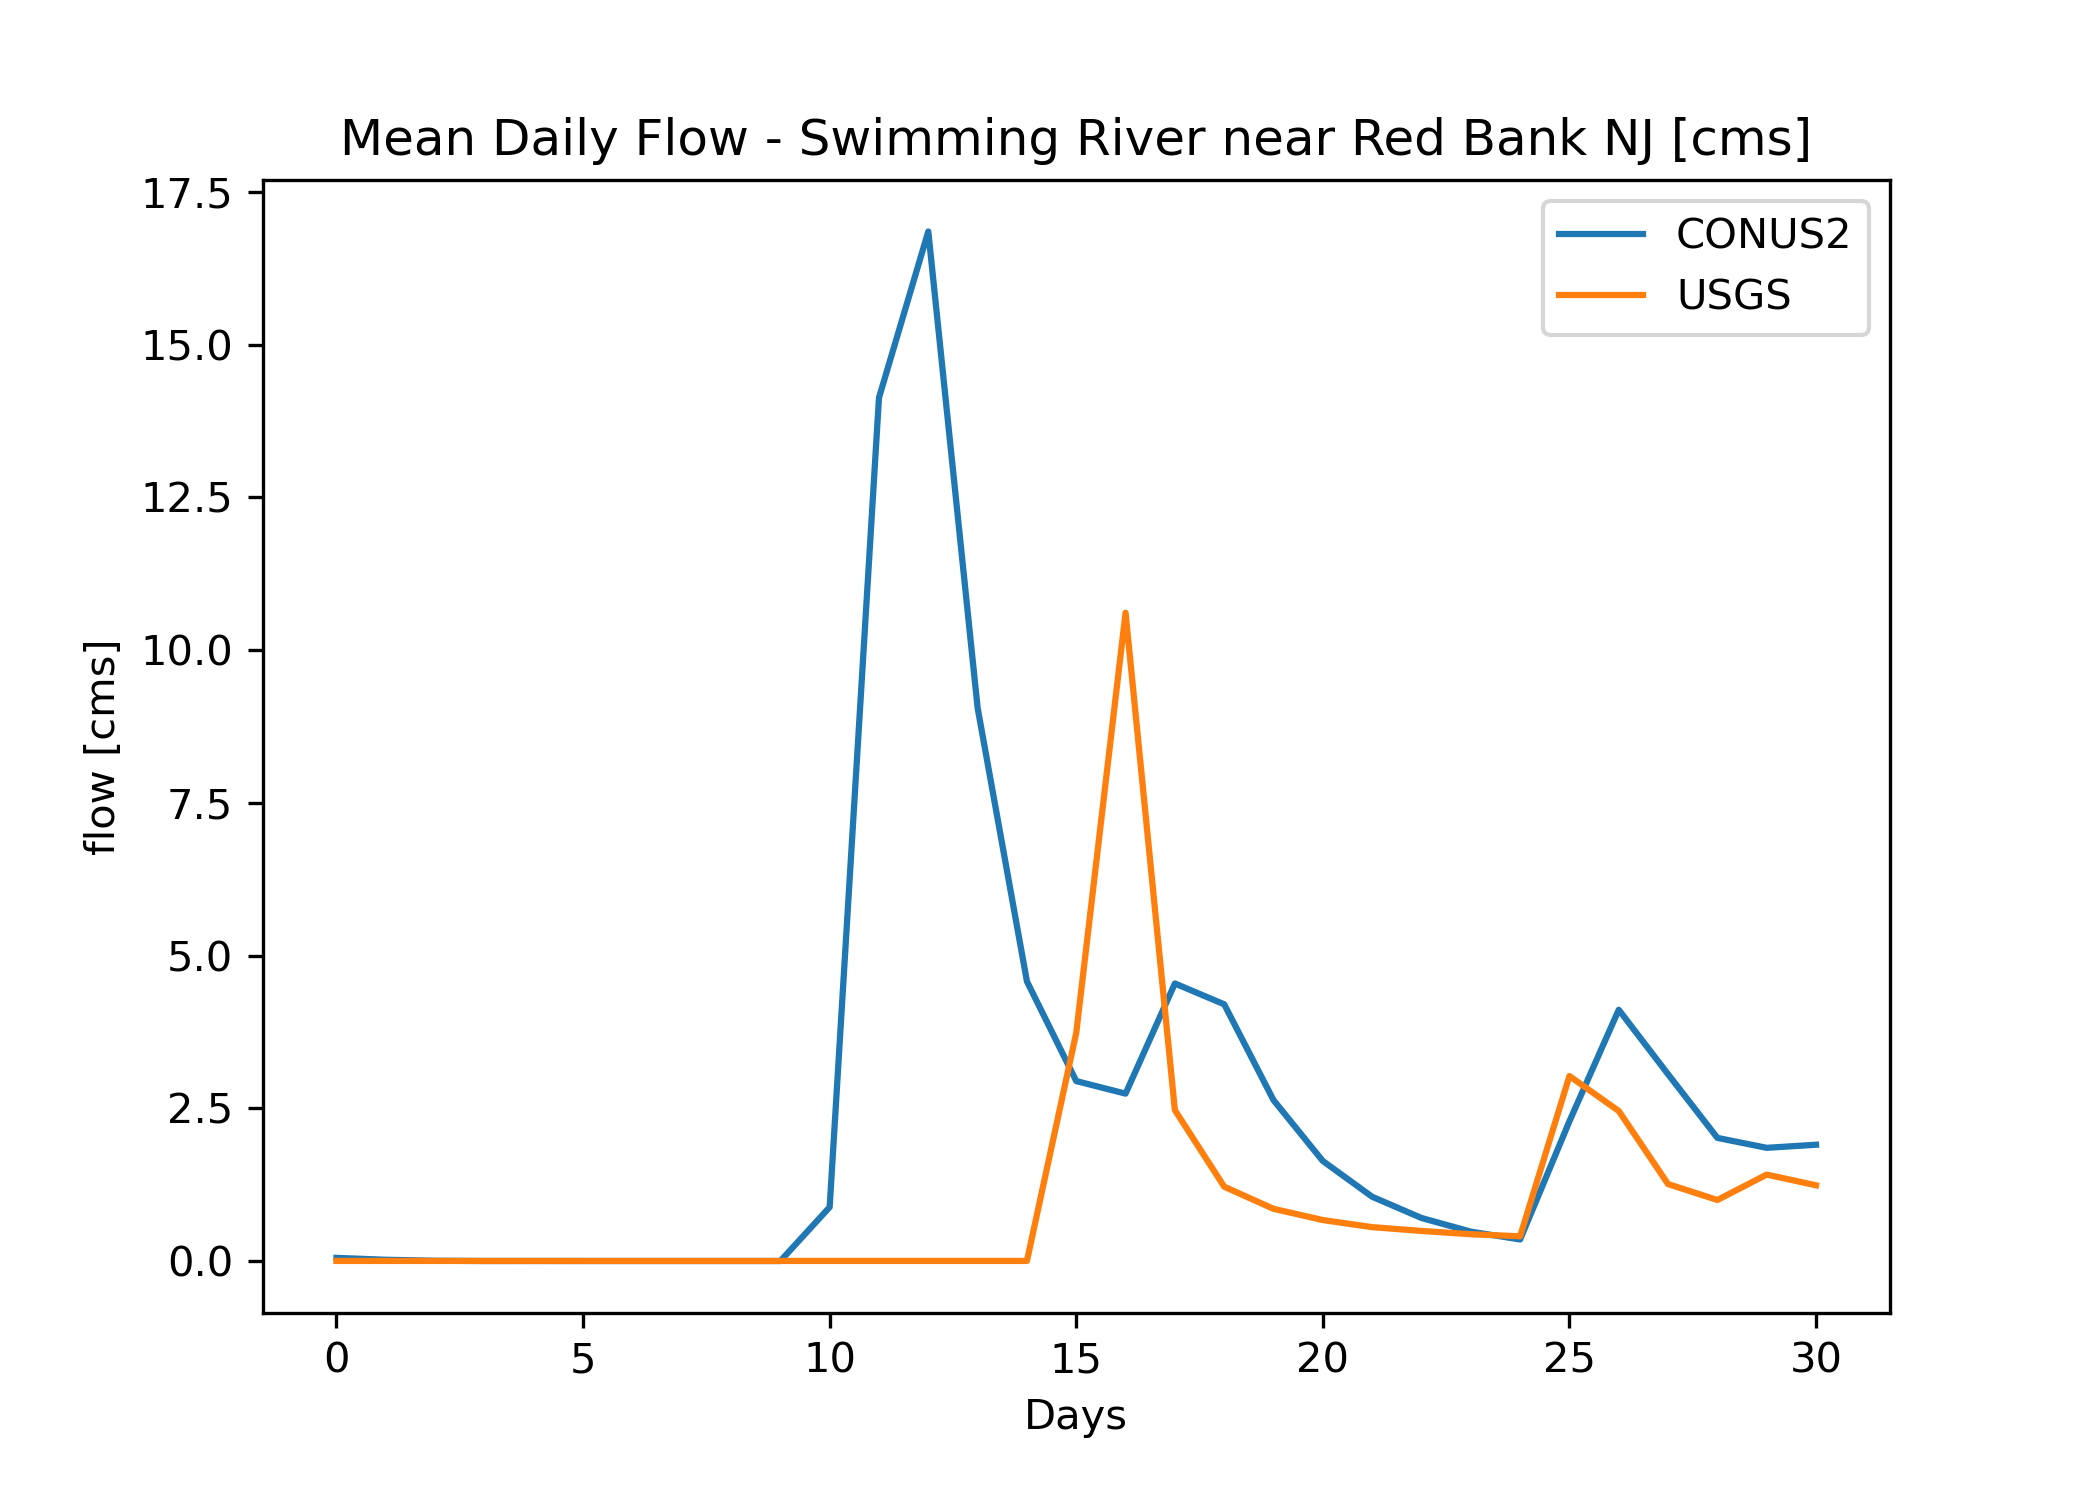 Mean Daily Flow - Swimming River near Red Bank NJ [cms]
17.5
15.0
12.5
10.0
7.5
5.0
2.5
0.0
flow [cms]
CONUS2
USGS
0 5 10 15 20 25 30
Days